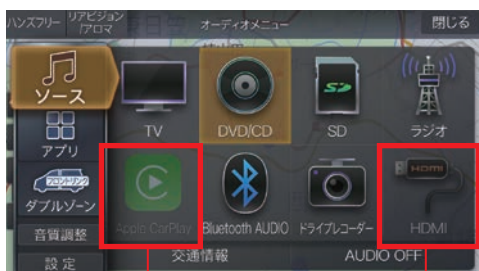 ハンズフリー
リアビジョン
/アロマ
オーディオメニュー
閉じる
ソース
TV
DVD/CD
SD
ラジオ
アプリ
ダブルゾーン
Apple CarPlay
Bluetooth AUDIO
ドライブレコーダー
HDMI
HDMI
音質調整
設定
交通情報
AUDIO OFF